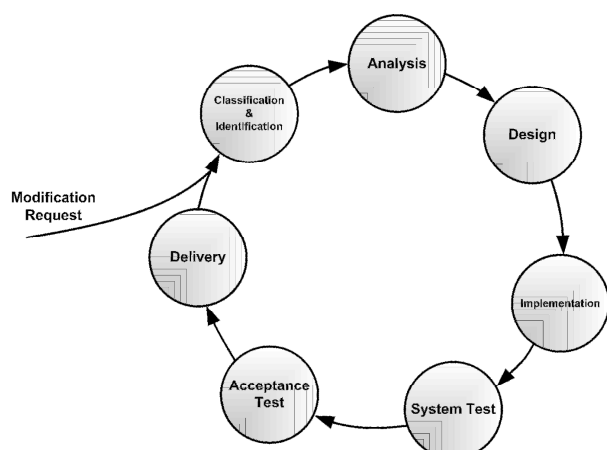 Classification
&
Identification
Analysis
Design
Modification
Request
Delivery
Implementation
Acceptance
Test
System Test